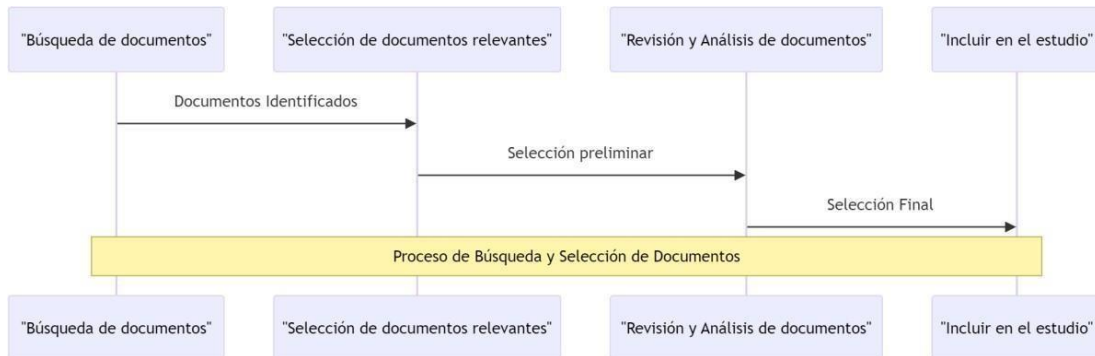 "Búsqueda de documentos" "Selección de documentos relevantes" "Revisión y Análisis de documentos" "Incluir en el estudio"
Documentos Identificados
Selección preliminar
Selección Final
Proceso de Búsqueda y Selección de Documentos
"Búsqueda de documentos" "Selección de documentos relevantes" "Revisión y Análisis de documentos" "Incluir en el estudio"